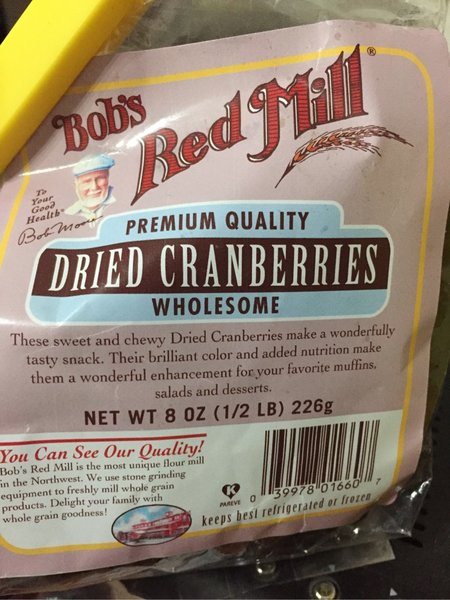 Bob's
Red Mill®
To
Your
Good
Health®
Bob Moore
PREMIUM QUALITY
DRIED CRANBERRIES
WHOLESOME
These sweet and chewy Dried Cranberries make a wonderfully
tasty snack. Their brilliant color and added nutrition make
them a wonderful enhancement for your favorite muffins,
salads and desserts.
NET WT 8 OZ (1/2 LB) 226g
You Can See Our Quality!
Bob's Red Mill is the most unique flour mill
in the Northwest. We use stone grinding
equipment to freshly mill whole grain
products. Delight your family with
whole grain goodness!
K
PAREVE
0 39978 01660 7
keeps best refrigerated or frozen